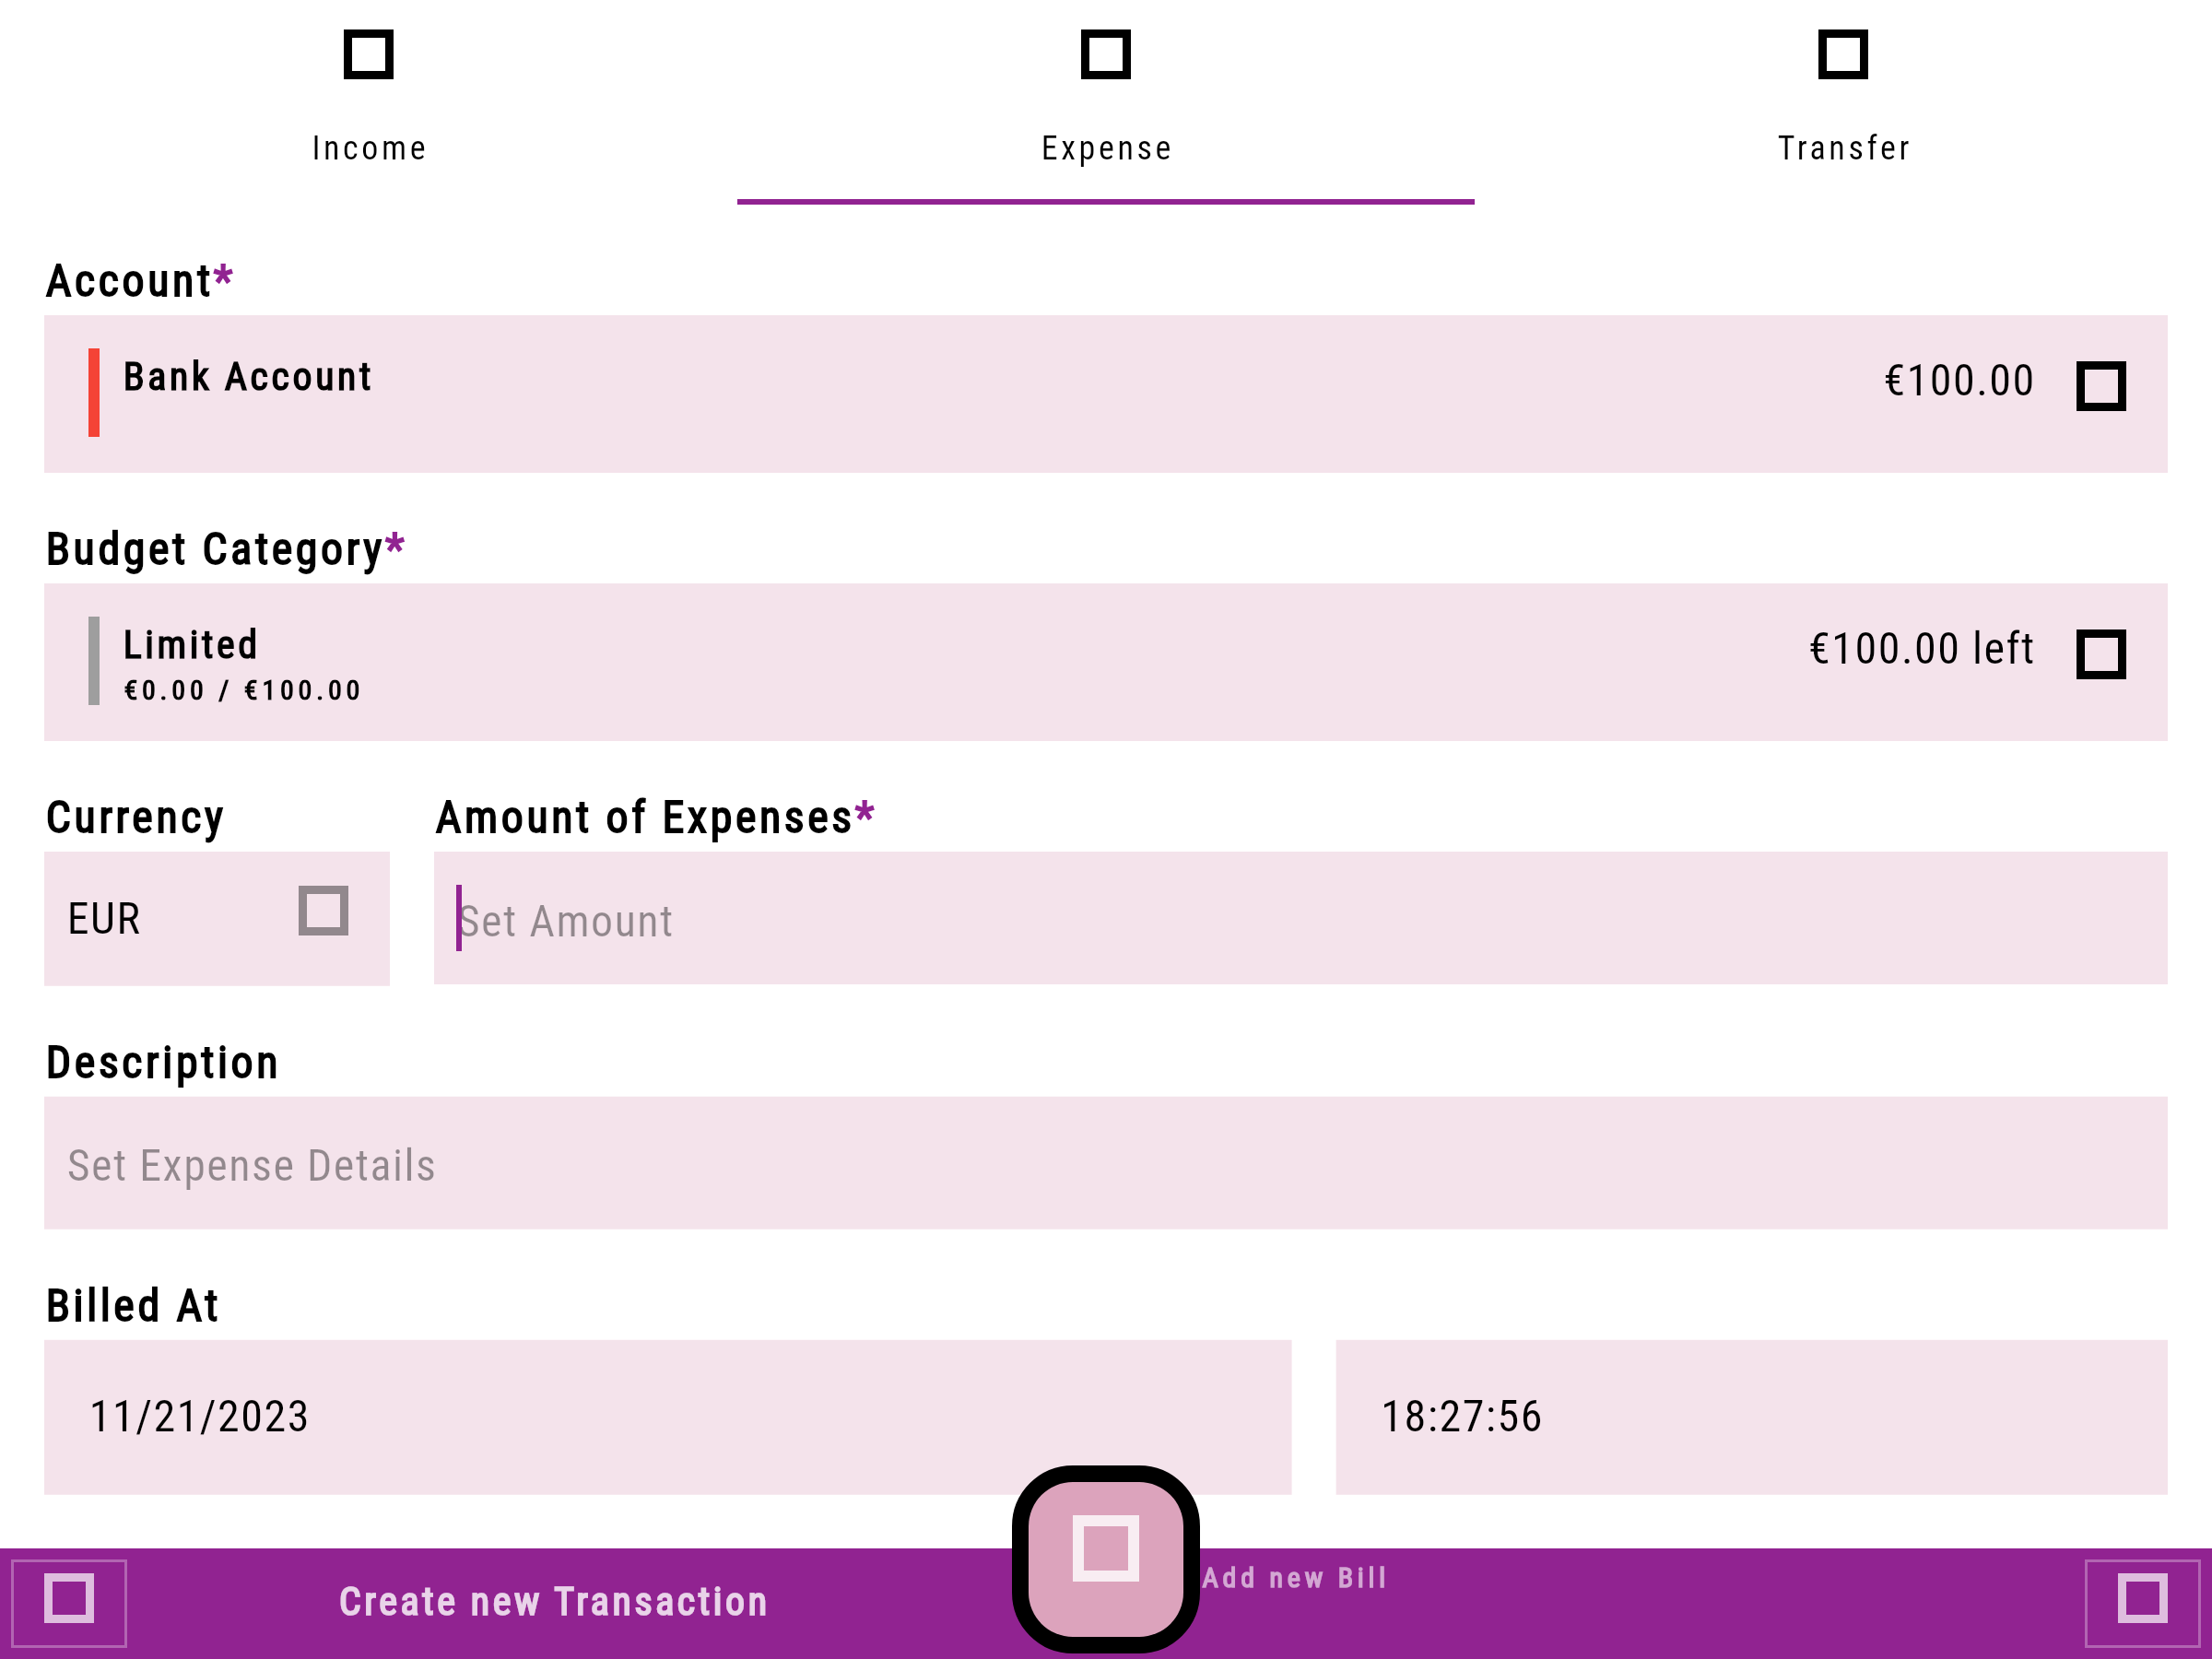 Income
Expense
Transfer
Account*
Bank Account
€100.00
Budget Category*
Limited
€100.00 left
€0.00 / €100.00
Currency
Amount of Expenses*
EUR
Set Amount
Description
Set Expense Details
Billed At
11/21/2023
18:27:56
Create new Transaction
Add new Bill